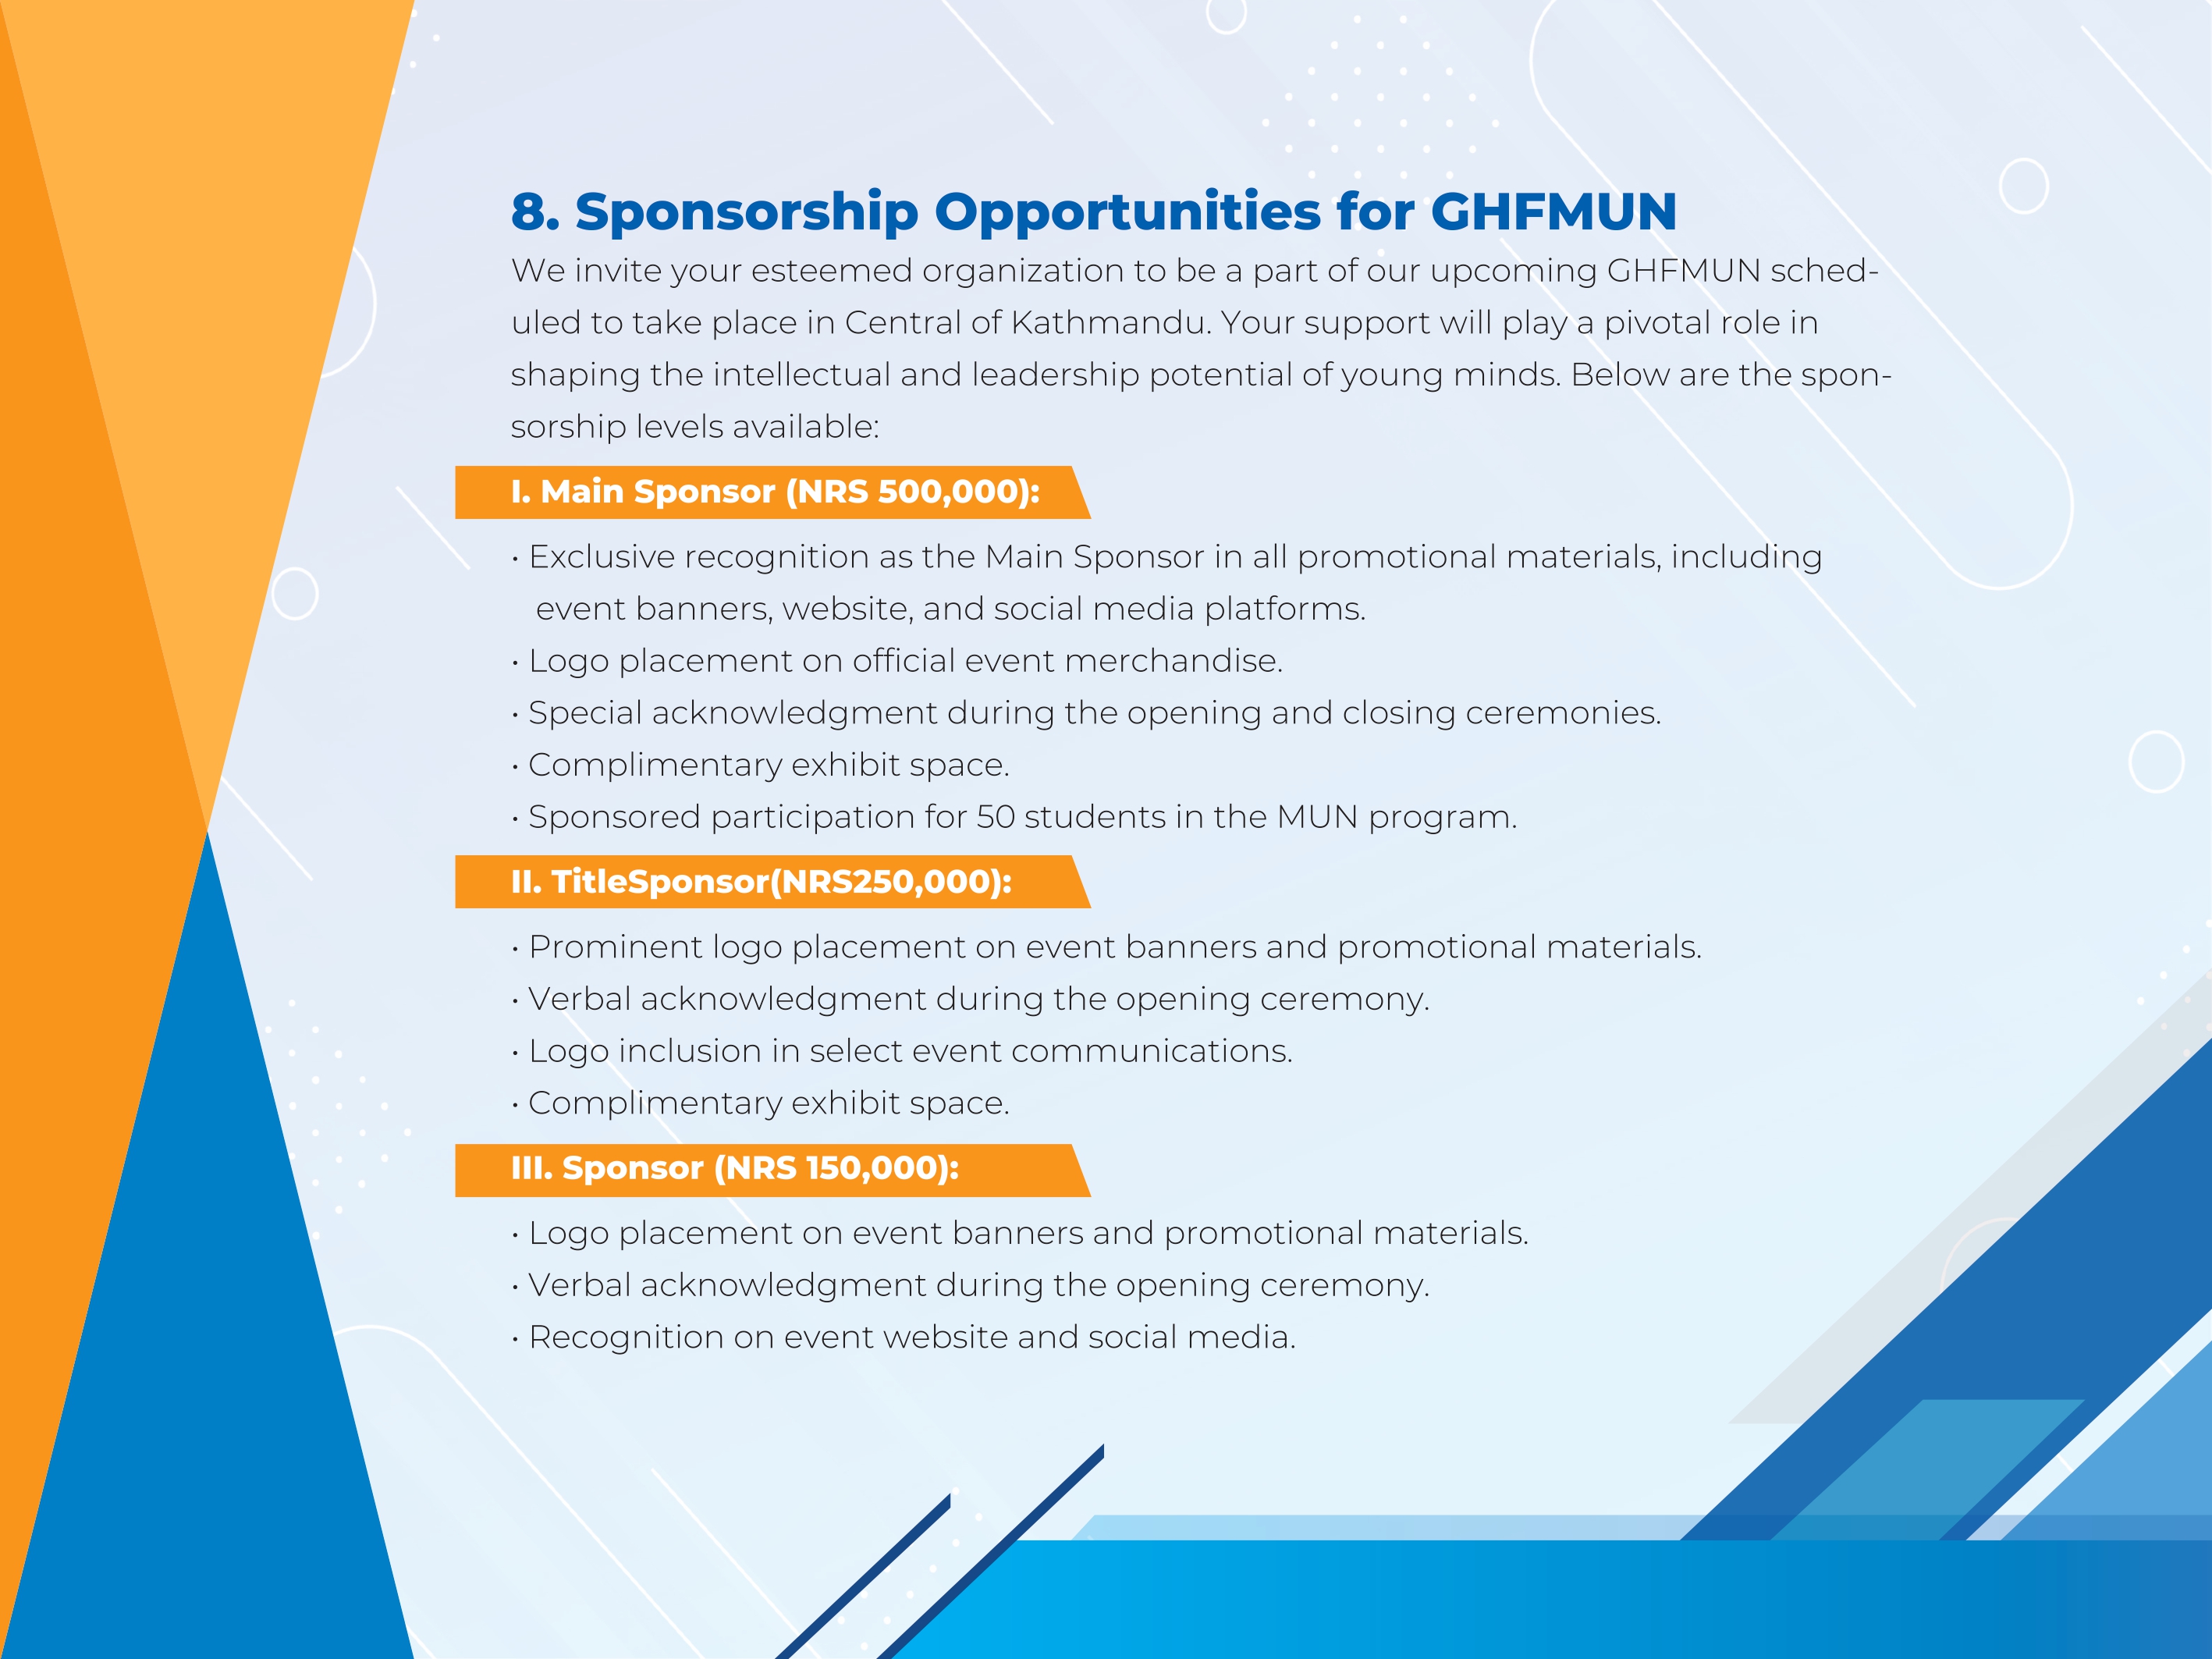 8. Sponsorship Opportunities for GHFMUN
We invite your esteemed organization to be a part of our upcoming GHFMUN sched-
uled to take place in Central of Kathmandu. Your support will play a pivotal role in
shaping the intellectual and leadership potential of young minds. Below are the spon-
sorship levels available:
I. Main Sponsor (NRS 500,000):
• Exclusive recognition as the Main Sponsor in all promotional materials, including
event banners, website, and social media platforms.
• Logo placement on official event merchandise.
• Special acknowledgment during the opening and closing ceremonies.
• Complimentary exhibit space.
• Sponsored participation for 50 students in the MUN program.
II. TitleSponsor(NRS250,000):
• Prominent logo placement on event banners and promotional materials.
• Verbal acknowledgment during the opening ceremony.
• Logo inclusion in select event communications.
• Complimentary exhibit space.
III. Sponsor (NRS 150,000):
• Logo placement on event banners and promotional materials.
• Verbal acknowledgment during the opening ceremony.
• Recognition on event website and social media.